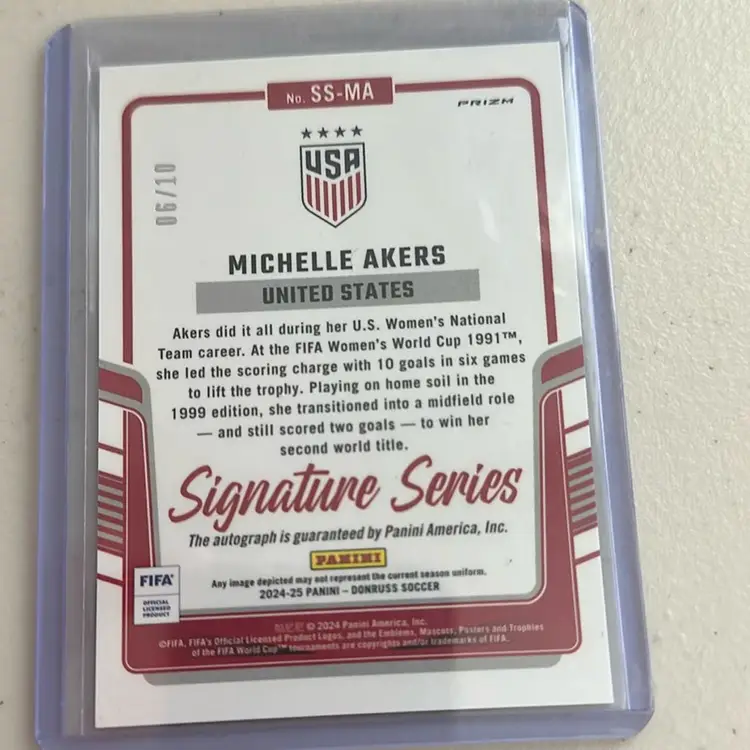 No. SS-MA
PRIZM
06/10
USA
MICHELLE AKERS
UNITED STATES
Akers did it all during her U.S. Women's National
Team career. At the FIFA Women's World Cup 1991™,
she led the scoring charge with 10 goals in six games
to lift the trophy. Playing on home soil in the
1999 edition, she transitioned into a midfield role
— and still scored two goals — to win her
second world title.
Signature Series
The autograph is guaranteed by Panini America, Inc.
PANINI
Any image depicted may not represent the current season uniform.
2024-25 PANINI – DONRUSS SOCCER
FIFA
OFFICIAL
LICENSED
PRODUCT
© 2024 Panini America, Inc.
©FIFA, FIFA's Official Licensed Product Logos, and the Emblems, Mascots, Posters and Trophies
of the FIFA World Cup™ tournaments are copyrights and/or trademarks of FIFA.